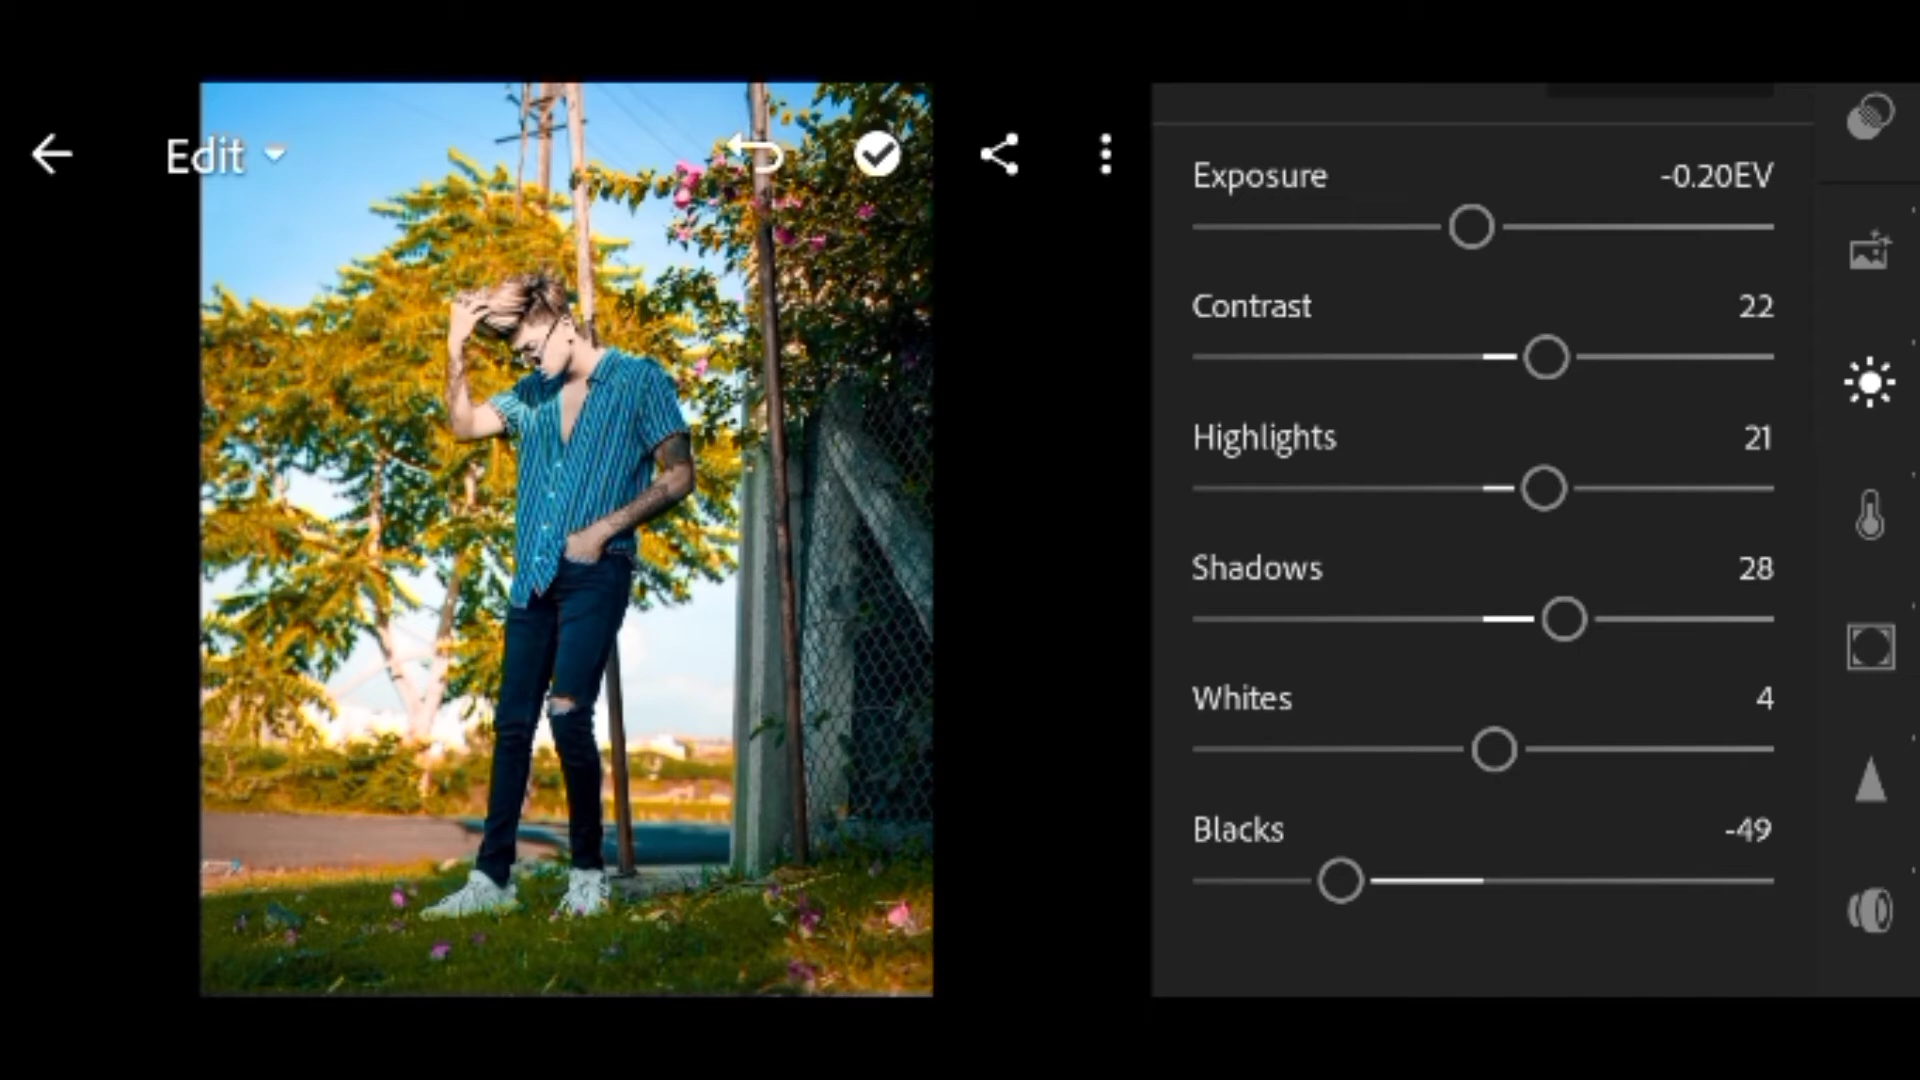 Edit
Exposure -0.20EV
Contrast 22
Highlights 21
Shadows 28
Whites 4
Blacks -49